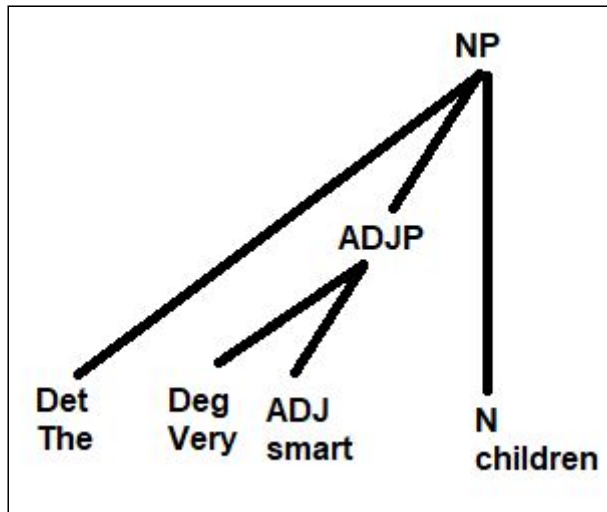 NP
ADJP
Det
The
Deg
Very
ADJ
smart
N
children